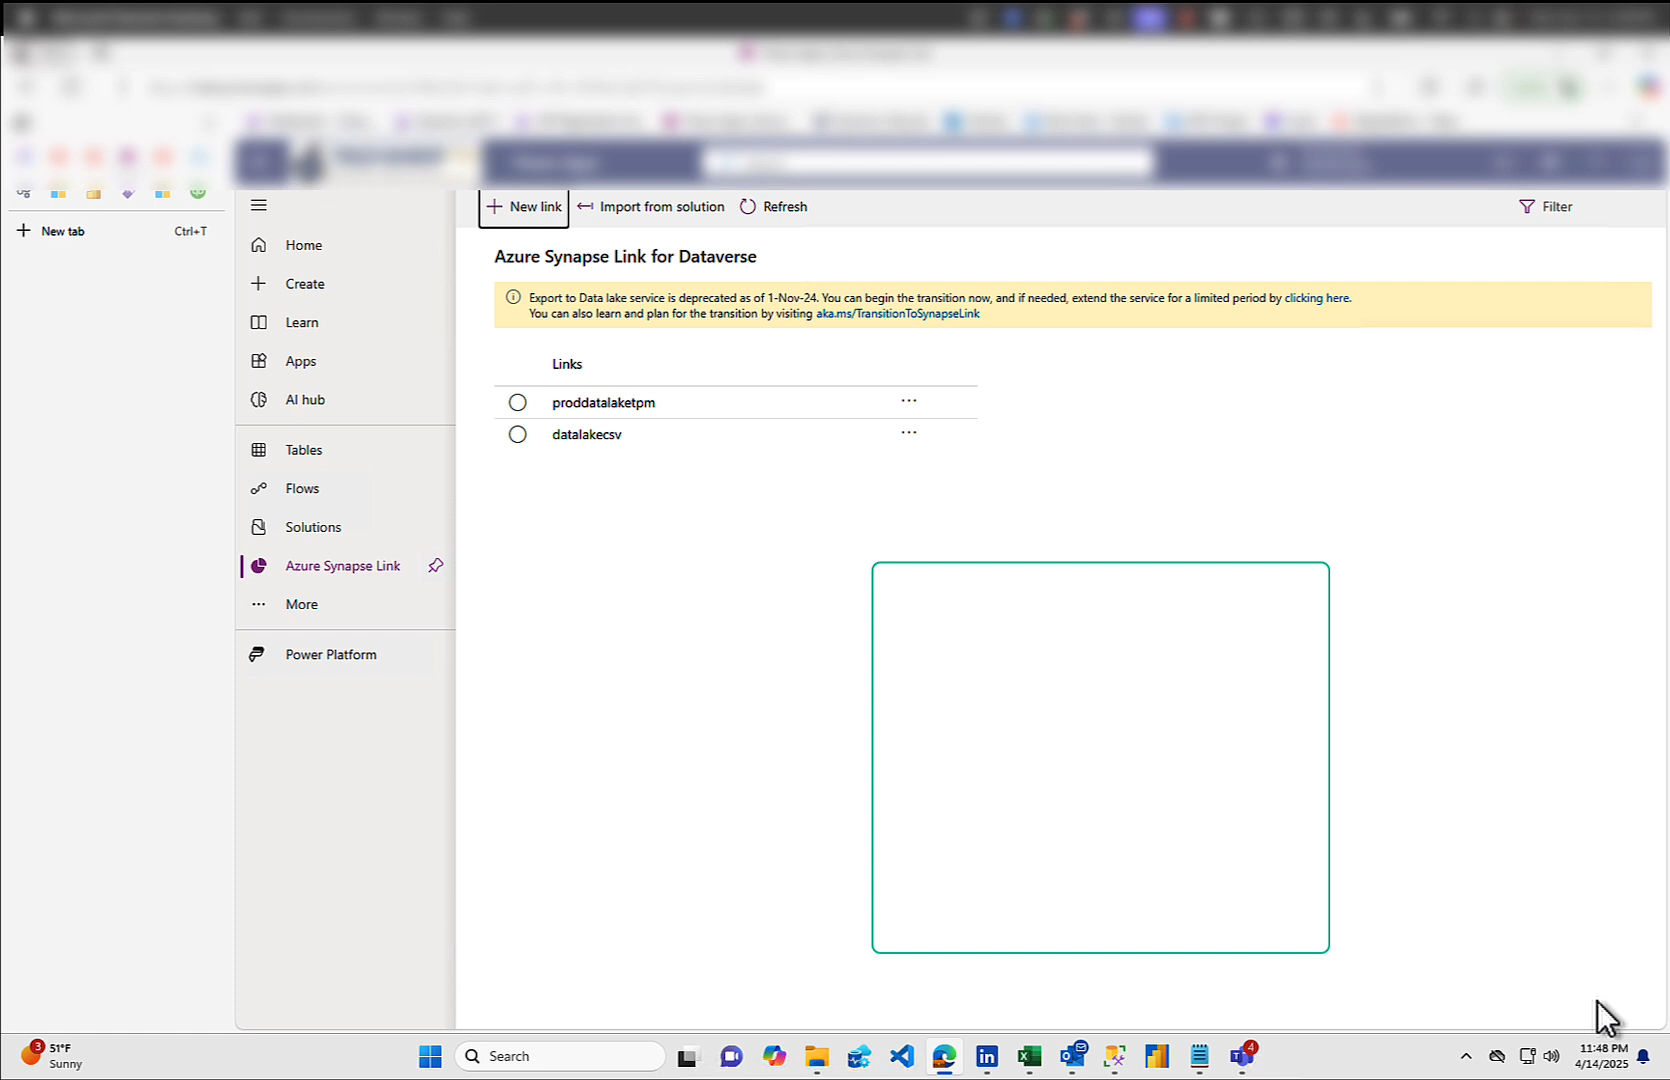 New tab
Ctrl+T
Home
Create
Learn
Apps
AI hub
Tables
Flows
Solutions
Azure Synapse Link
More
Power Platform
New link
Import from solution
Refresh
Filter
Azure Synapse Link for Dataverse
Export to Data lake service is deprecated as of 1-Nov-24. You can begin the transition now, and if needed, extend the service for a limited period by clicking here.
You can also learn and plan for the transition by visiting aka.ms/TransitionToSynapseLink
Links
proddatalaketpm
datalakecsv
3
51°F
Sunny
Search
in
4
11:48 PM
4/14/2025